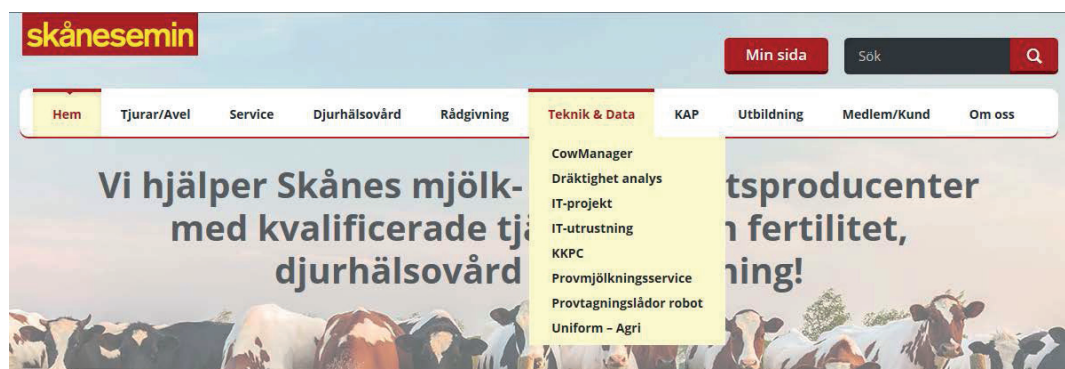 skånesemin
Min sida
Sök
Hem Tjurar/Avel Service Djurhälsovård Rådgivning Teknik & Data KAP Utbildning Medlem/Kund Om oss
CowManager
Dräktighet analys
IT-projekt
IT-utrustning
KKPC
Provmjölkningsservice
Provtagningslådor robot
Uniform – Agri
Vi hjälper Skånes mjölk- tsproducenter
med kvalificerade tjä fertilitet,
djurhälsovård ning!